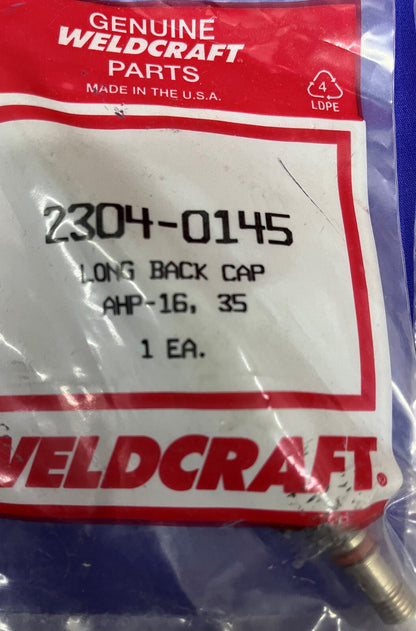 GENUINE
WELDCRAFT
PARTS
MADE IN THE U.S.A.
4
LDPE
2304-0145
LONG BACK CAP
AHP-16, 35
1 EA.
WELDCRAFT®